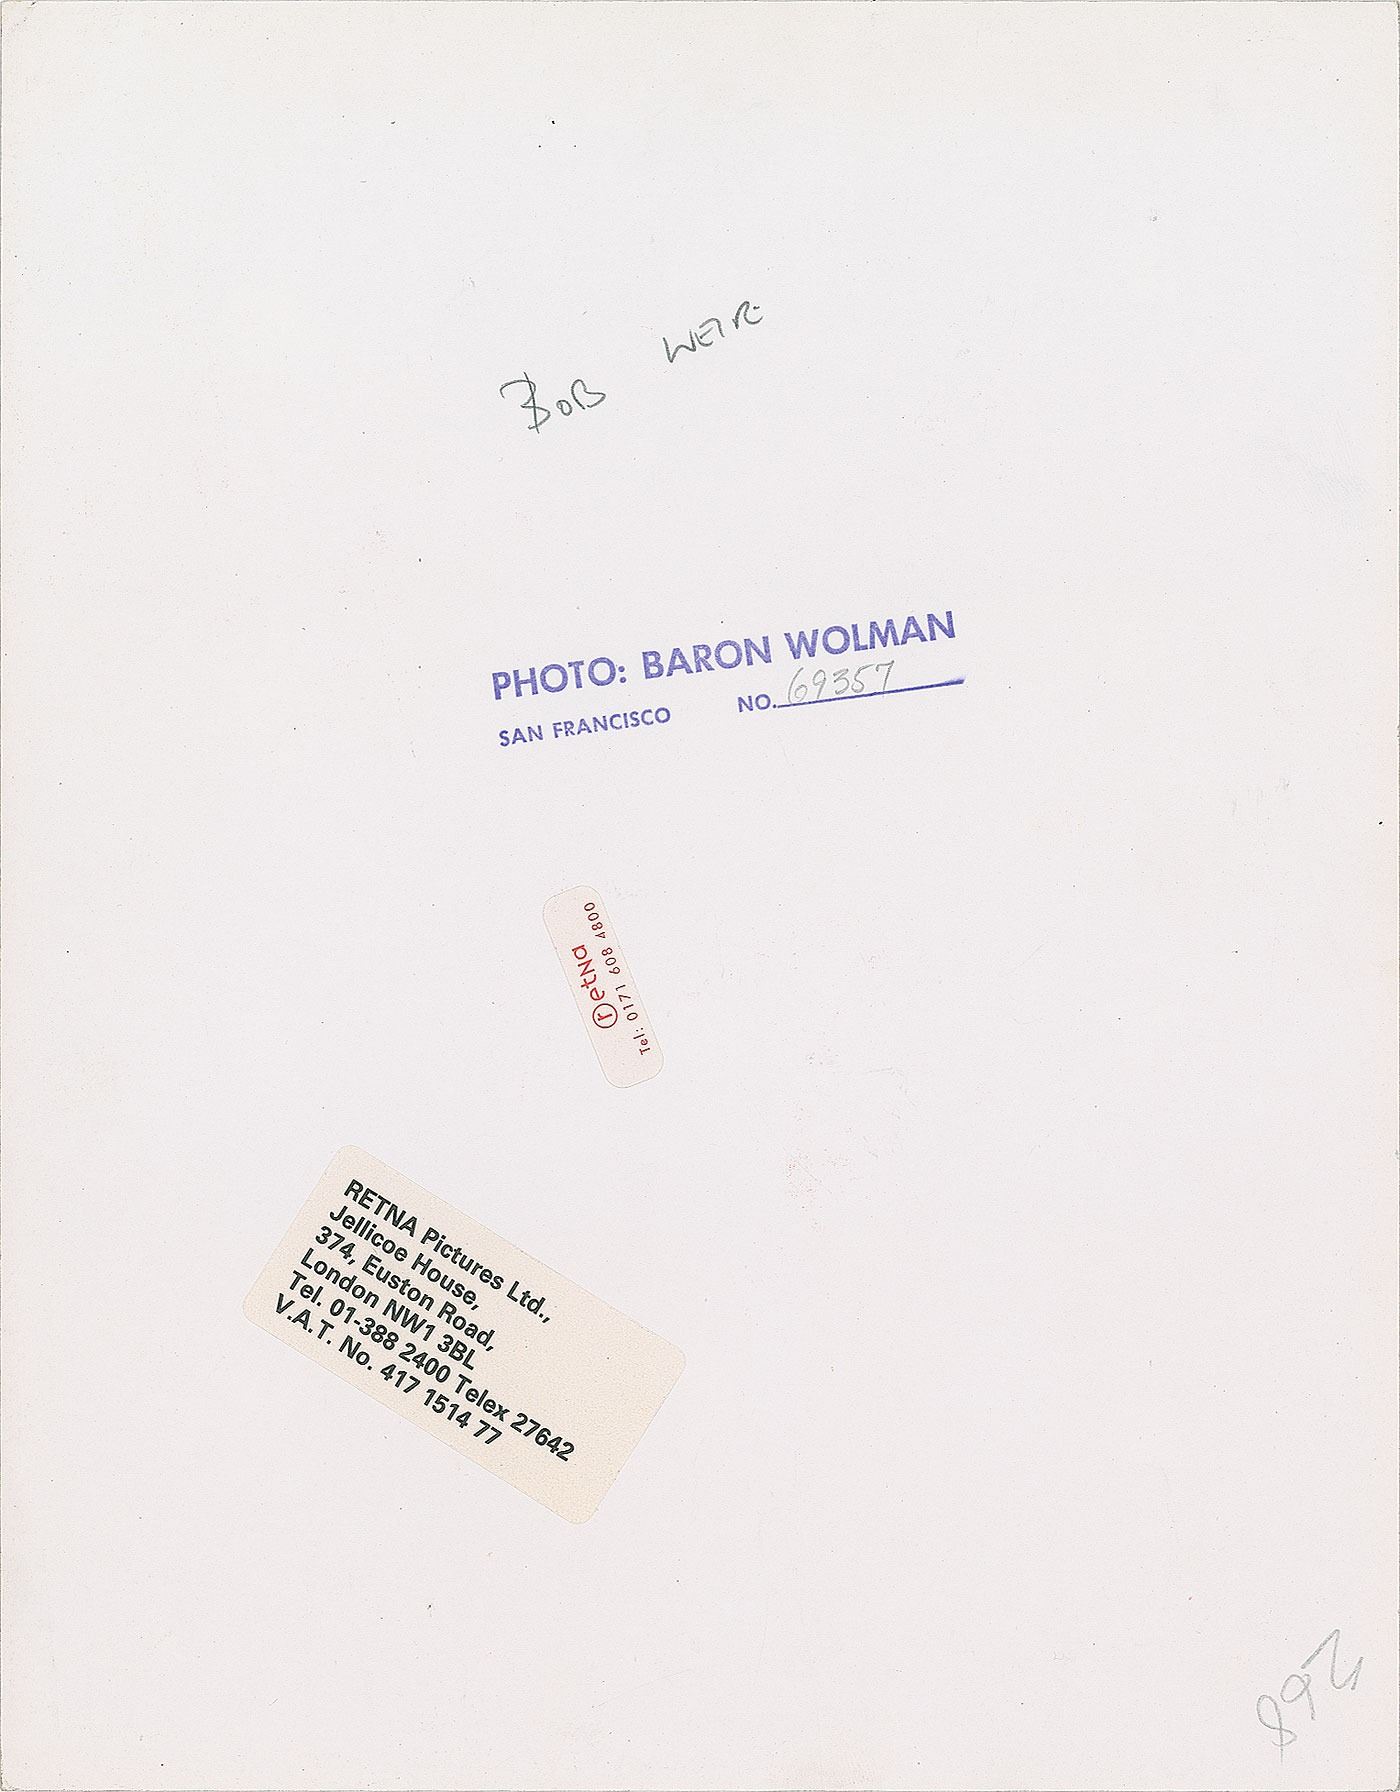 BOB WEIR
PHOTO: BARON WOLMAN
SAN FRANCISCO NO. 69357
retna
Tel: 0171 608 4800
RETNA Pictures Ltd.,
Jellicoe House,
374, Euston Road,
London NW1 3BL
Tel. 01-388 2400 Telex 27642
V.A.T. No. 417 1514 77